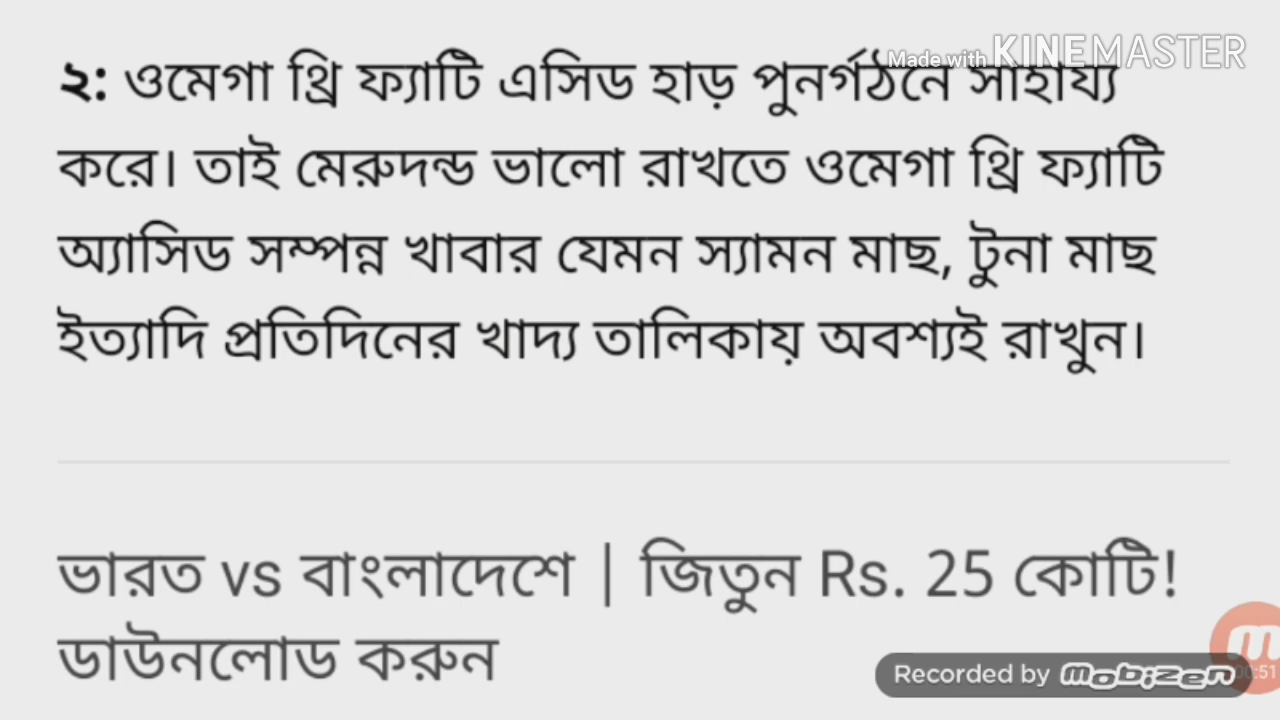 Made with KINEMASTER
২: ওমেগা থ্রি ফ্যাটি এসিড হাড় পুনর্গঠনে সাহায্য
করে। তাই মেরুদন্ড ভালো রাখতে ওমেগা থ্রি ফ্যাটি
অ্যাসিড সম্পন্ন খাবার যেমন স্যামন মাছ, টুনা মাছ
ইত্যাদি প্রতিদিনের খাদ্য তালিকায় অবশ্যই রাখুন।
ভারত vs বাংলাদেশে | জিতুন Rs. 25 কোটি!
ডাউনলোড করুন
Recorded by mobizen